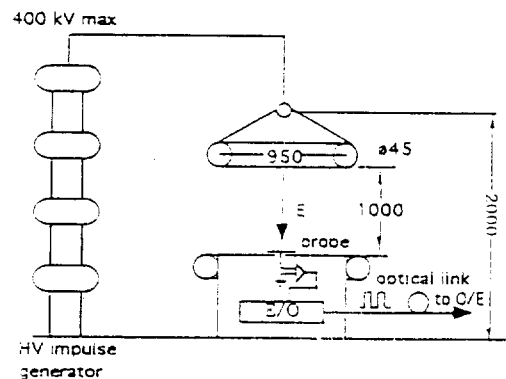 400 kV max
950
ø45
E
1000
probe
2000
optical link
to O/E
E/O
HV impulse
generator